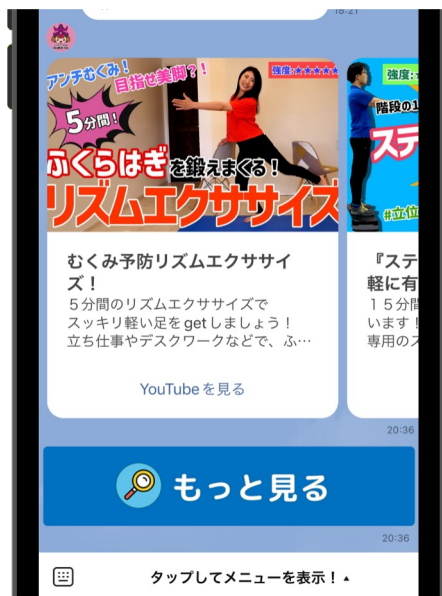 18:21
アンチむくみ！
目指せ美脚?！
強度:★★★★★
5分間！
ふくらはぎを鍛えまくる！
リズムエクササイズ
むくみ予防リズムエクササイ
ズ！
５分間のリズムエクササイズで
スッキリ軽い足をgetしましょう！
立ち仕事やデスクワークなどで、ふ…
YouTubeを見る
強度:
階段の1
ステ
#立位
『ステ
軽に有
１５分間
います！
専用のス
20:36
もっと見る
20:36
タップしてメニューを表示！▲